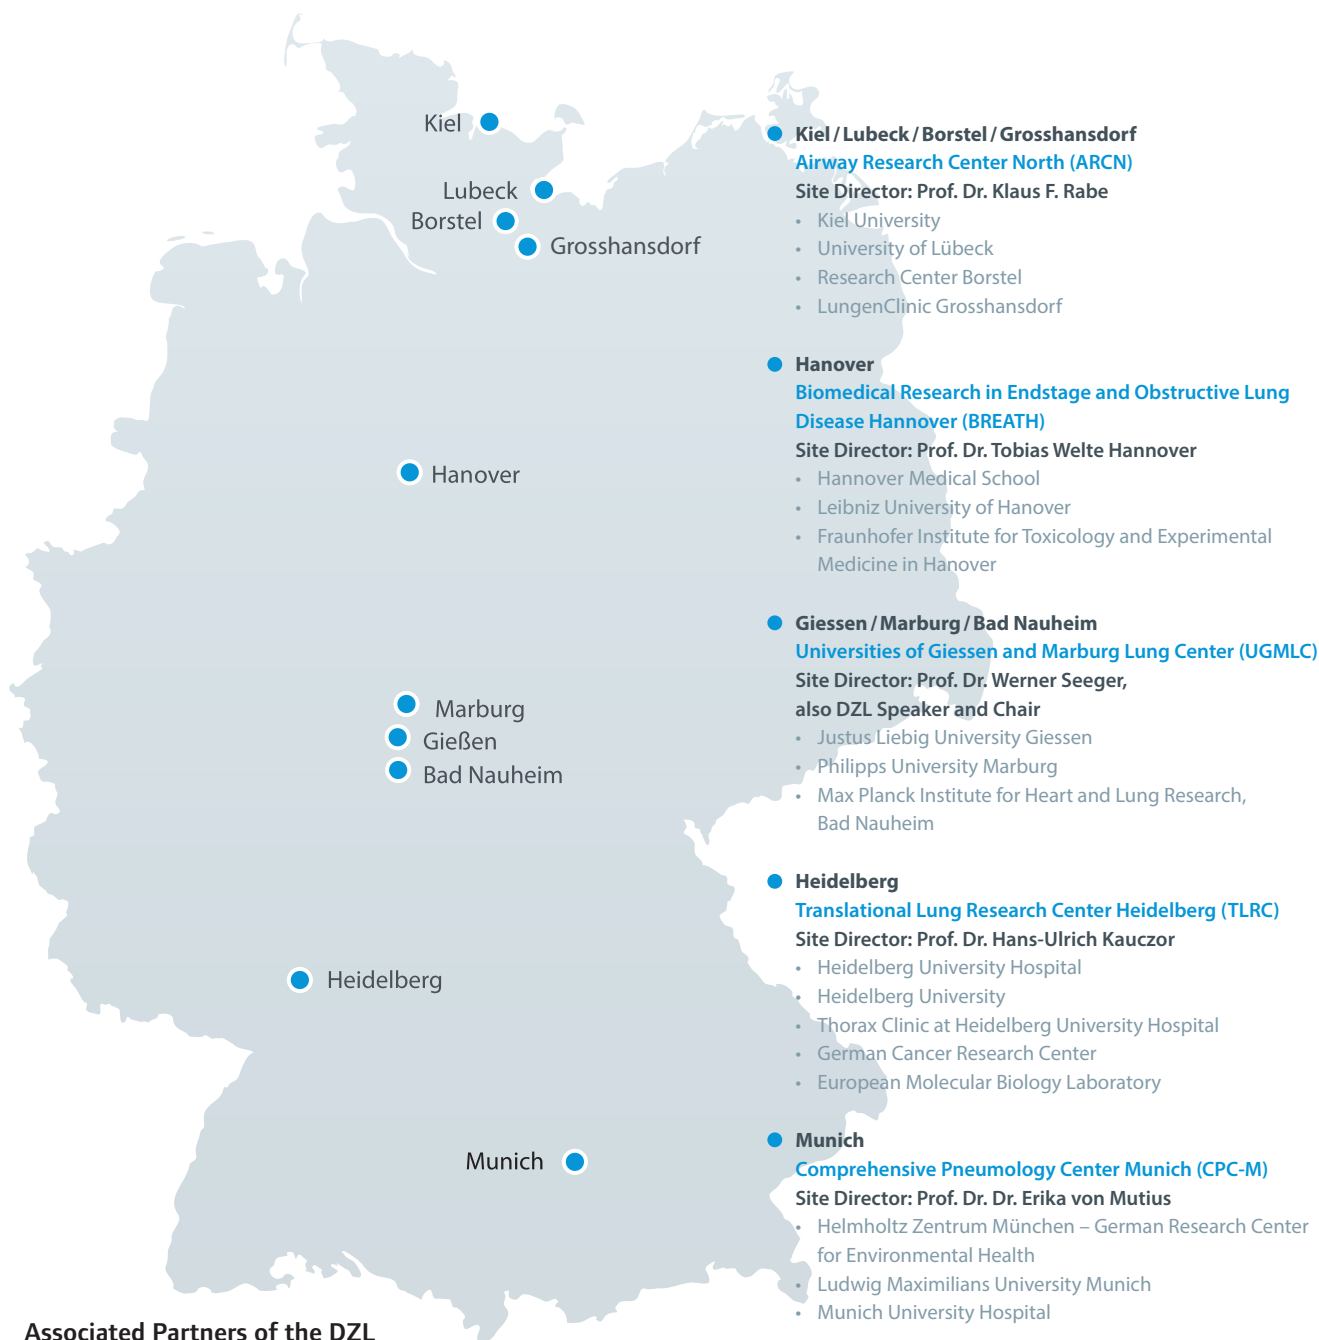 Kiel
Lubeck
Borstel
Grosshansdorf
Hanover
Marburg
Gießen
Bad Nauheim
Heidelberg
Munich
Kiel / Lubeck / Borstel / Grosshansdorf
Airway Research Center North (ARCN)
Site Director: Prof. Dr. Klaus F. Rabe
• Kiel University
• University of Lübeck
• Research Center Borstel
• LungenClinic Grosshansdorf
Hanover
Biomedical Research in Endstage and Obstructive Lung
Disease Hannover (BREATH)
Site Director: Prof. Dr. Tobias Welte Hannover
• Hannover Medical School
• Leibniz University of Hanover
• Fraunhofer Institute for Toxicology and Experimental
Medicine in Hanover
Giessen / Marburg / Bad Nauheim
Universities of Giessen and Marburg Lung Center (UGMLC)
Site Director: Prof. Dr. Werner Seeger,
also DZL Speaker and Chair
• Justus Liebig University Giessen
• Philipps University Marburg
• Max Planck Institute for Heart and Lung Research,
Bad Nauheim
Heidelberg
Translational Lung Research Center Heidelberg (TLRC)
Site Director: Prof. Dr. Hans-Ulrich Kauczor
• Heidelberg University Hospital
• Heidelberg University
• Thorax Clinic at Heidelberg University Hospital
• German Cancer Research Center
• European Molecular Biology Laboratory
Munich
Comprehensive Pneumology Center Munich (CPC-M)
Site Director: Prof. Dr. Dr. Erika von Mutius
• Helmholtz Zentrum München – German Research Center
for Environmental Health
• Ludwig Maximilians University Munich
• Munich University Hospital
Associated Partners of the DZL